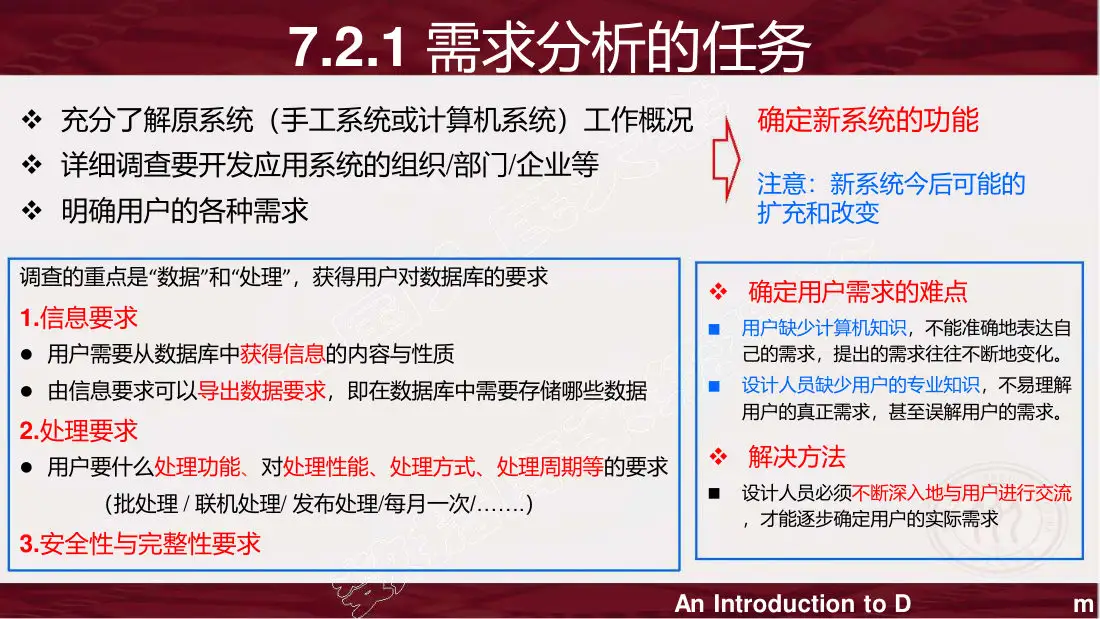 7.2.1 需求分析的任务
充分了解原系统（手工系统或计算机系统）工作概况
详细调查要开发应用系统的组织/部门/企业等
明确用户的各种需求
确定新系统的功能
注意：新系统今后可能的
扩充和改变
调查的重点是“数据”和“处理”，获得用户对数据库的要求
1.信息要求
用户需要从数据库中获得信息的内容与性质
由信息要求可以导出数据要求，即在数据库中需要存储哪些数据
2.处理要求
用户要什么处理功能、对处理性能、处理方式、处理周期等的要求
（批处理 / 联机处理/ 发布处理/每月一次/…….）
3.安全性与完整性要求
确定用户需求的难点
用户缺少计算机知识，不能准确地表达自
己的需求，提出的需求往往不断地变化。
设计人员缺少用户的专业知识，不易理解
用户的真正需求，甚至误解用户的需求。
解决方法
设计人员必须不断深入地与用户进行交流
，才能逐步确定用户的实际需求
An Introduction to D m